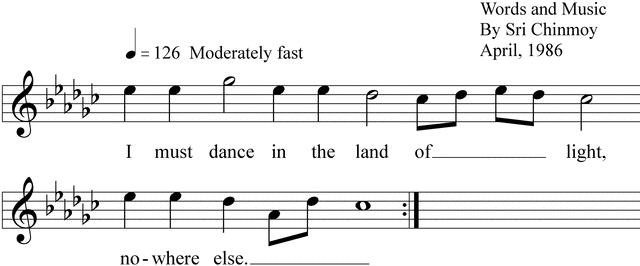 Words and Music
By Sri Chinmoy
April, 1986
= 126 Moderately fast
I must dance in the land of light,
no - where else.